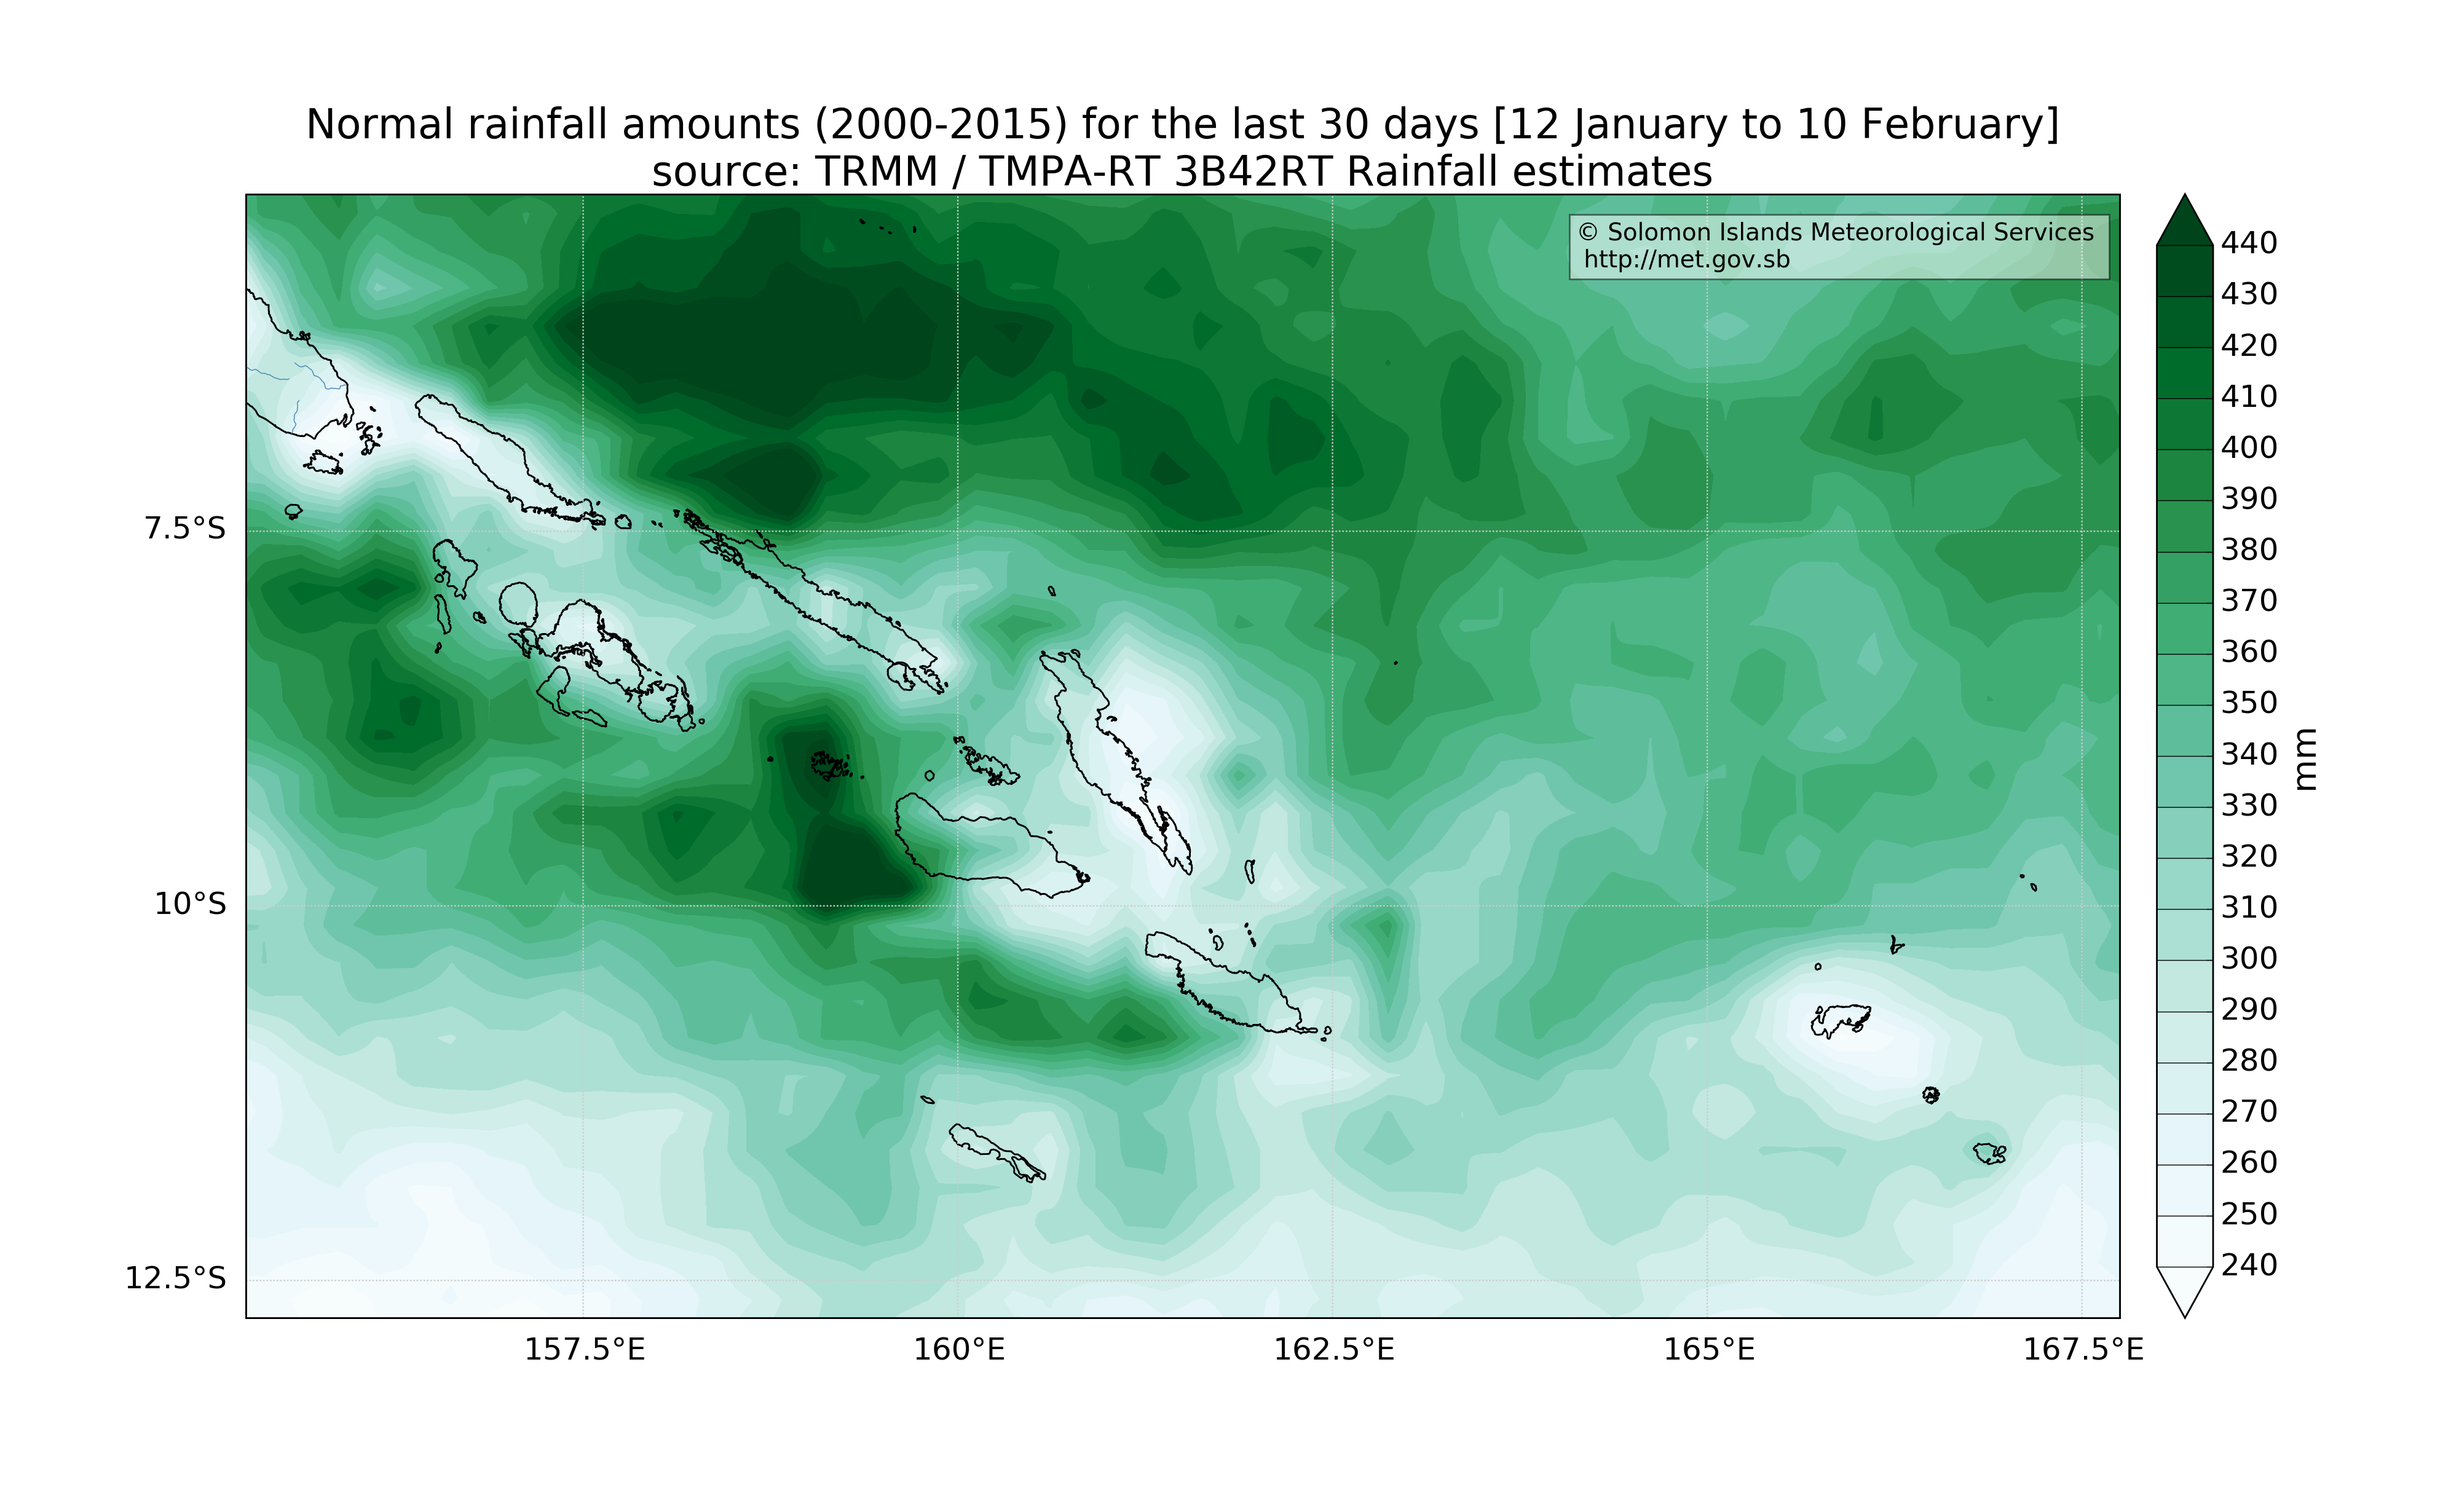 Normal rainfall amounts (2000-2015) for the last 30 days [12 January to 10 February]
source: TRMM / TMPA-RT 3B42RT Rainfall estimates
© Solomon Islands Meteorological Services
http://met.gov.sb
7.5°S
10°S
12.5°S
157.5°E
160°E
162.5°E
165°E
167.5°E
440
430
420
410
400
390
380
370
360
350
340
330
320
310
300
290
280
270
260
250
240
mm